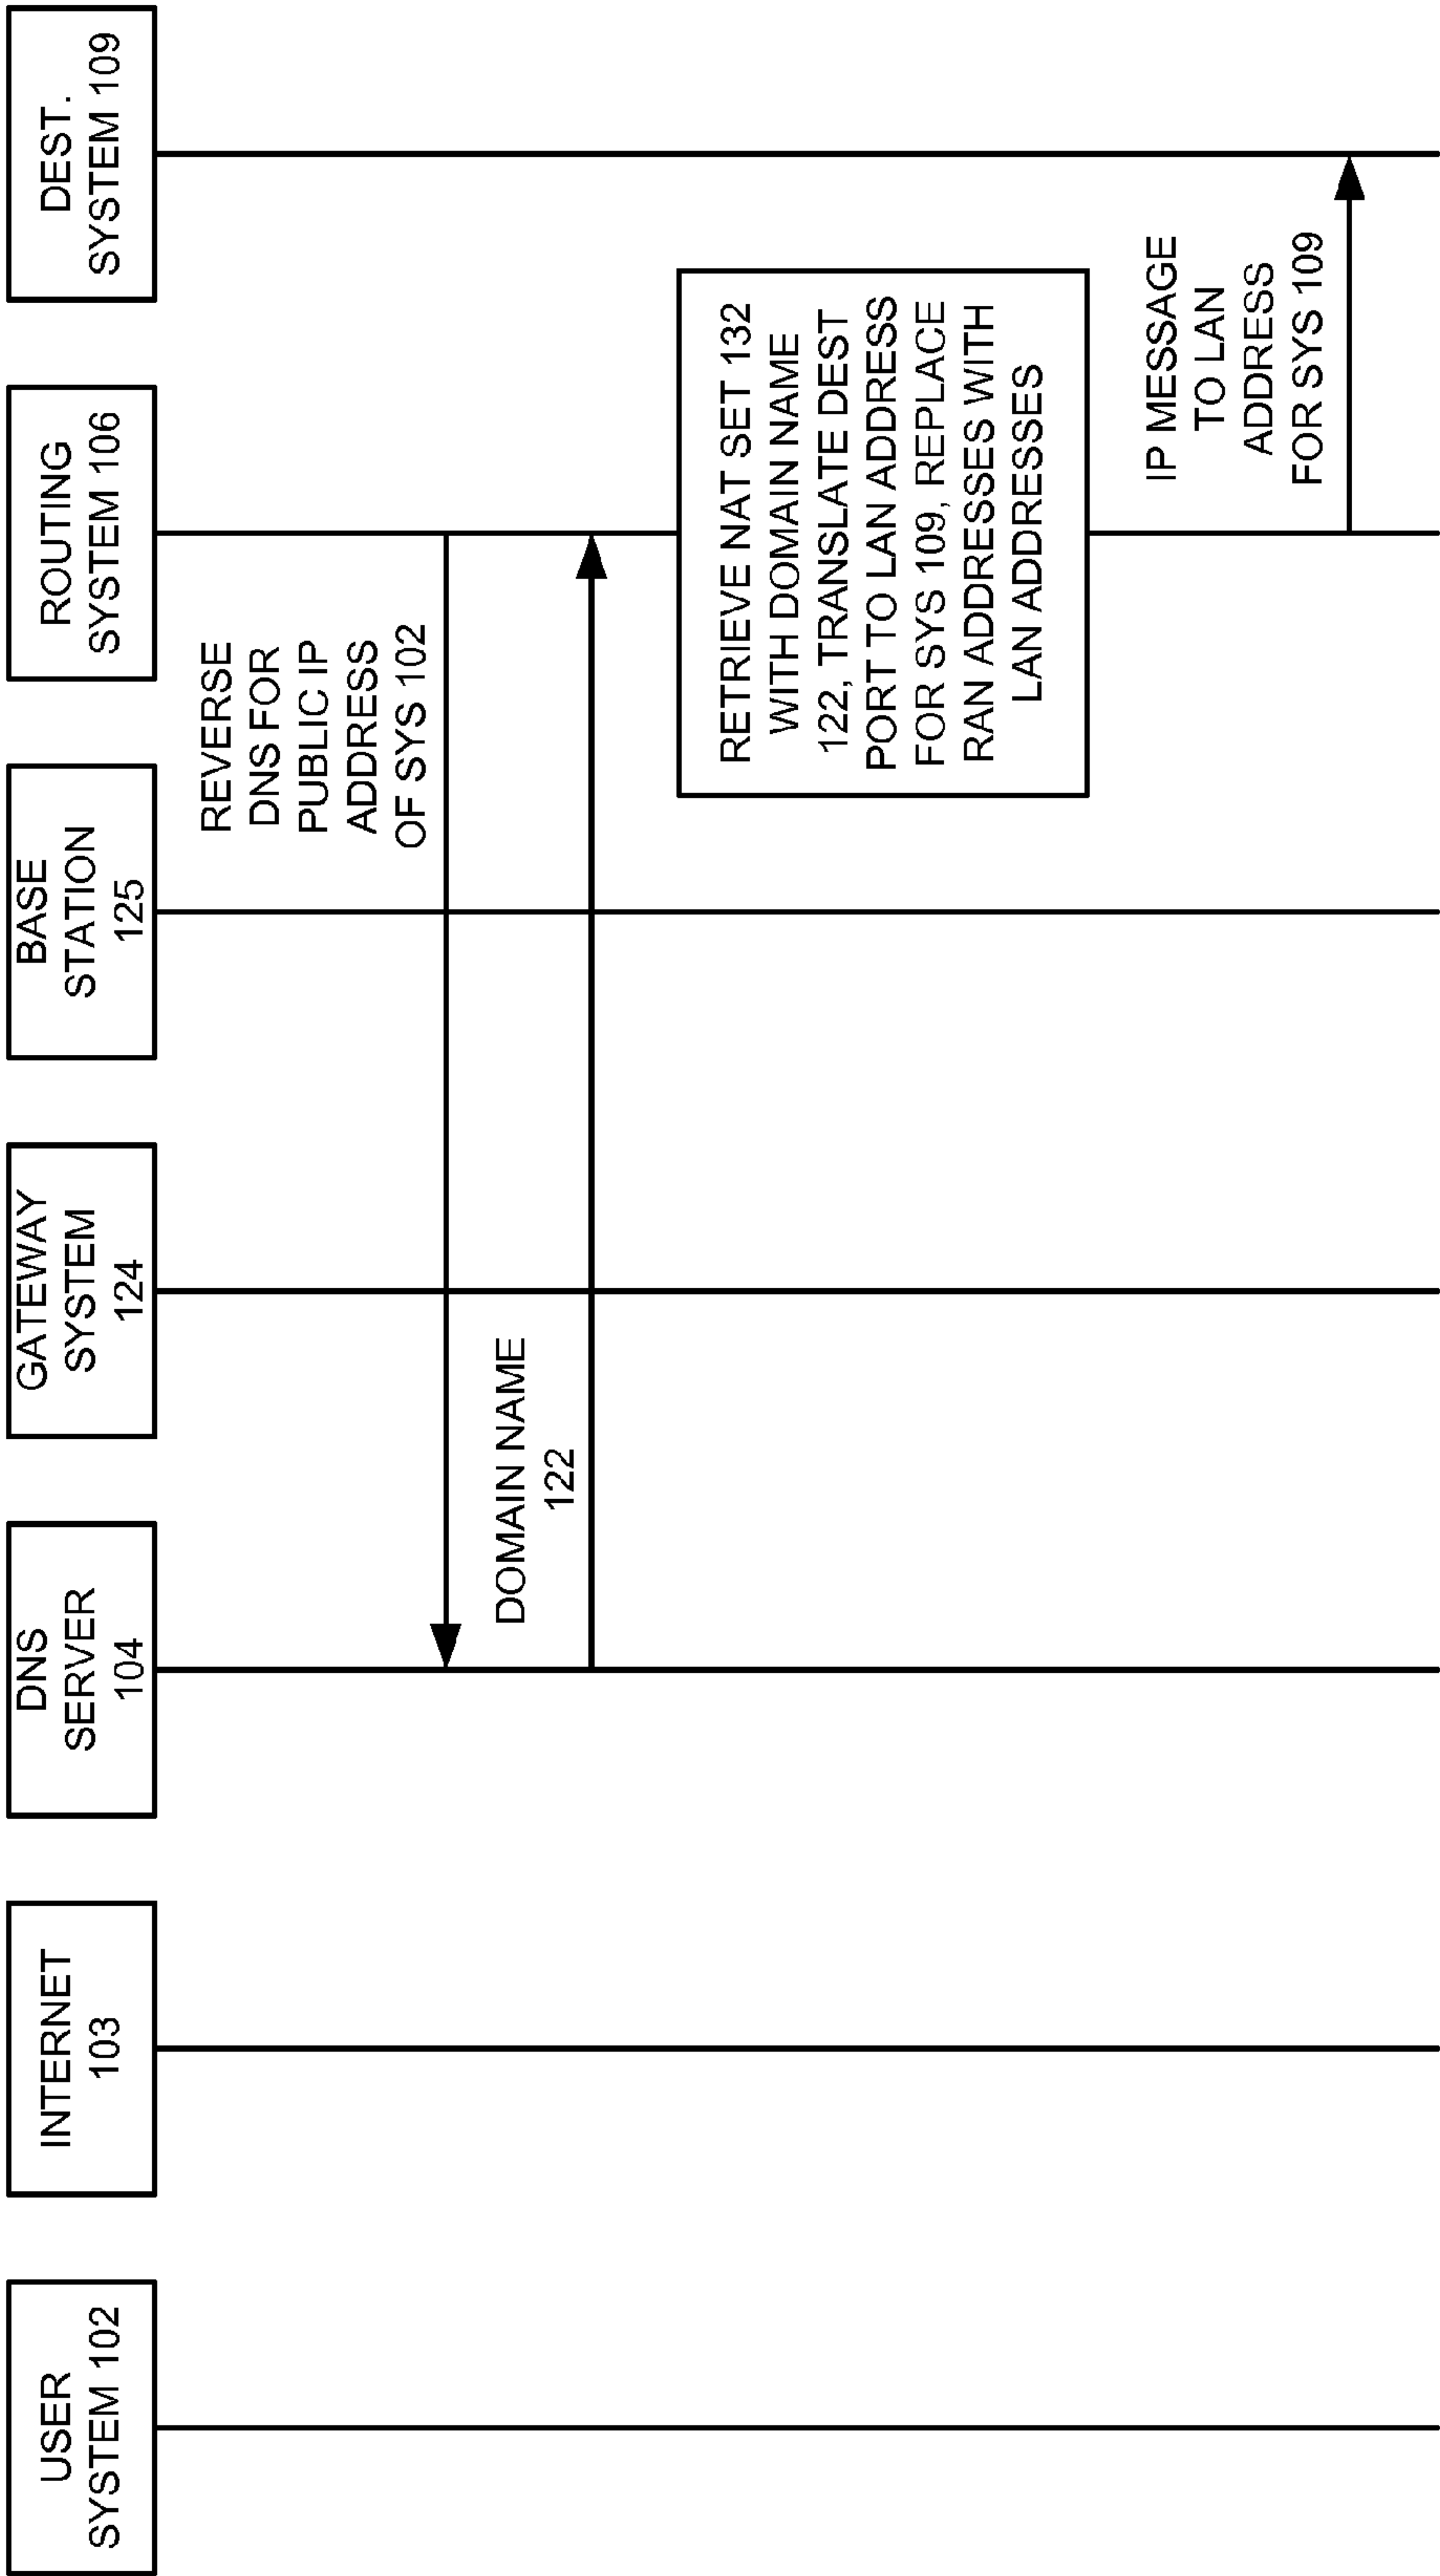 USER
SYSTEM 102
INTERNET
103
DNS
SERVER
104
GATEWAY
SYSTEM
124
BASE
STATION
125
ROUTING
SYSTEM 106
DEST.
SYSTEM 109
REVERSE
DNS FOR
PUBLIC IP
ADDRESS
OF SYS 102
DOMAIN NAME
122
RETRIEVE NAT SET 132
WITH DOMAIN NAME
122, TRANSLATE DEST
PORT TO LAN ADDRESS
FOR SYS 109, REPLACE
RAN ADDRESSES WITH
LAN ADDRESSES
IP MESSAGE
TO LAN
ADDRESS
FOR SYS 109